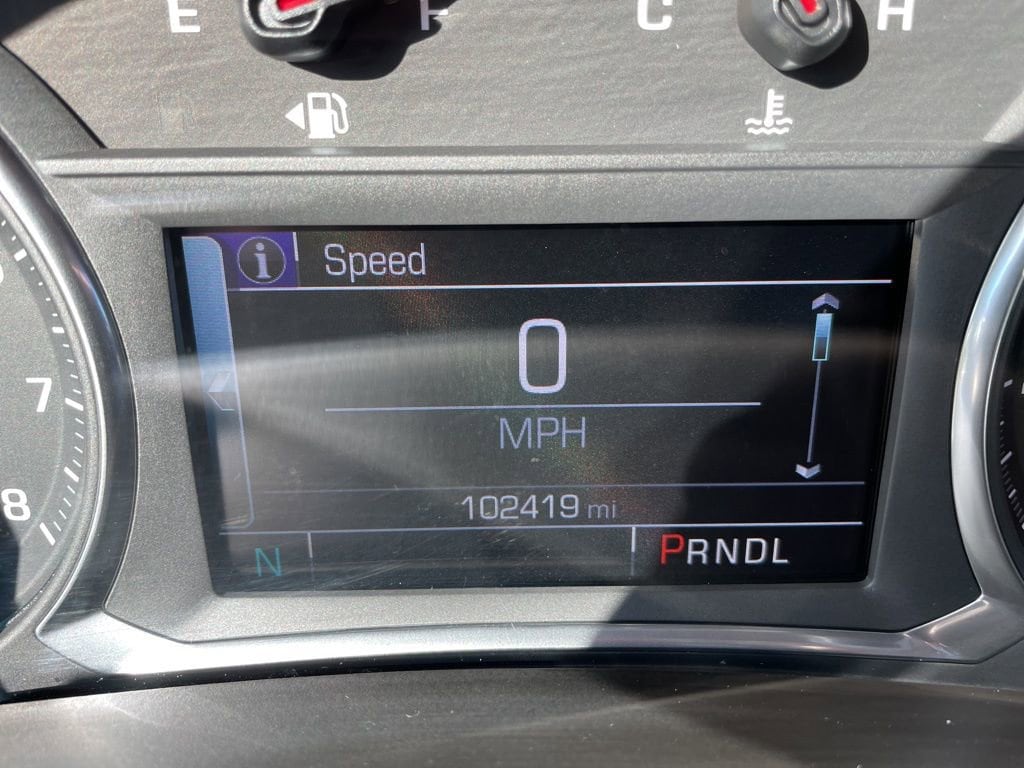 E F C H
i Speed
7
0
MPH
8
102419 mi
N PRNDL